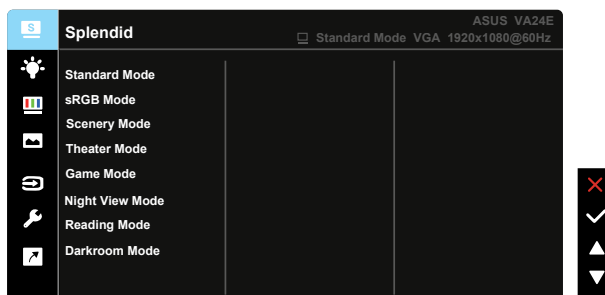 S
Splendid
ASUS VA24E
Standard Mode VGA 1920x1080@60Hz
Standard Mode
sRGB Mode
Scenery Mode
Theater Mode
Game Mode
Night View Mode
Reading Mode
Darkroom Mode